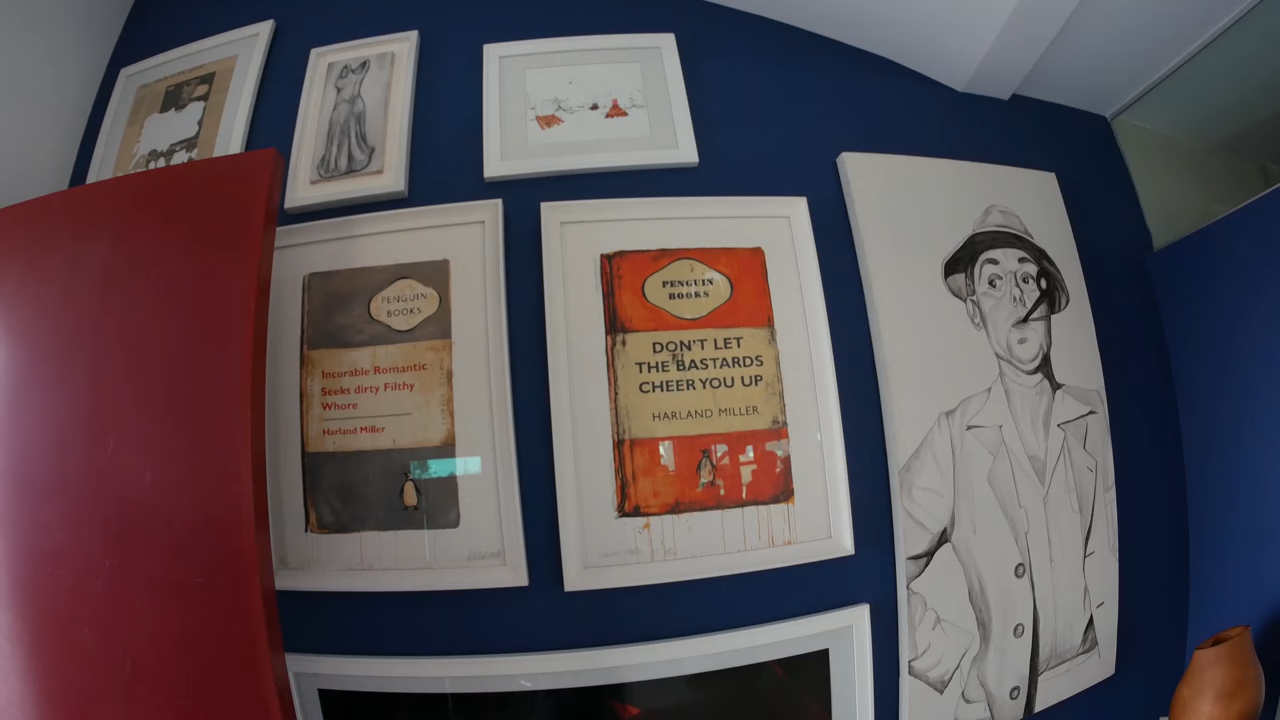 PENGUIN
BOOKS
Incurable Romantic
Seeks dirty Filthy
Whore
Harland Miller
PENGUIN
BOOKS
DON'T LET
THE BASTARDS
CHEER YOU UP
HARLAND MILLER